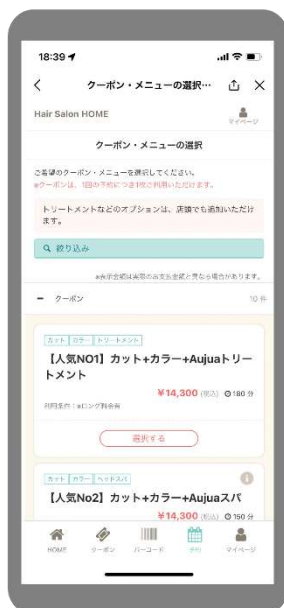 18:39
クーポン・メニューの選択…
Hair Salon HOME
マイページ
クーポン・メニューの選択
ご希望のクーポン・メニューを選択してください。
※クーポンは、1回の予約につき1枚ご利用いただけます。
トリートメントなどのオプションは、店頭でも追加いただけ
ます。
絞り込み
※表示金額は実際のお支払金額と異なる場合があります。
クーポン
10 件
カット カラー トリートメント
【人気NO1】カット+カラー+Aujuaトリー
トメント
¥14,300 (税込) 180 分
利用条件：※ロング料金有
選択する
カット カラー ヘッドスパ
【人気No2】カット+カラー+Aujuaスパ
¥14,300 (税込) 150 分
HOME クーポン バーコード 予約 マイページ